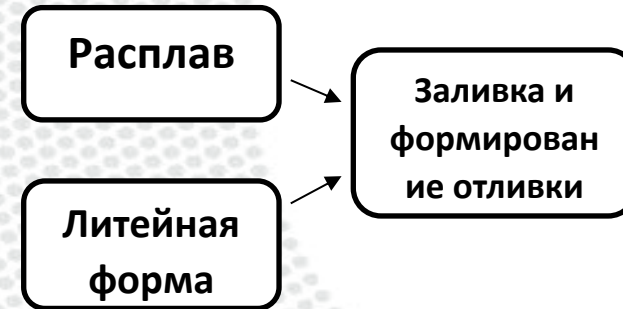 Расплав
Заливка и
формирован
ие отливки
Литейная
форма